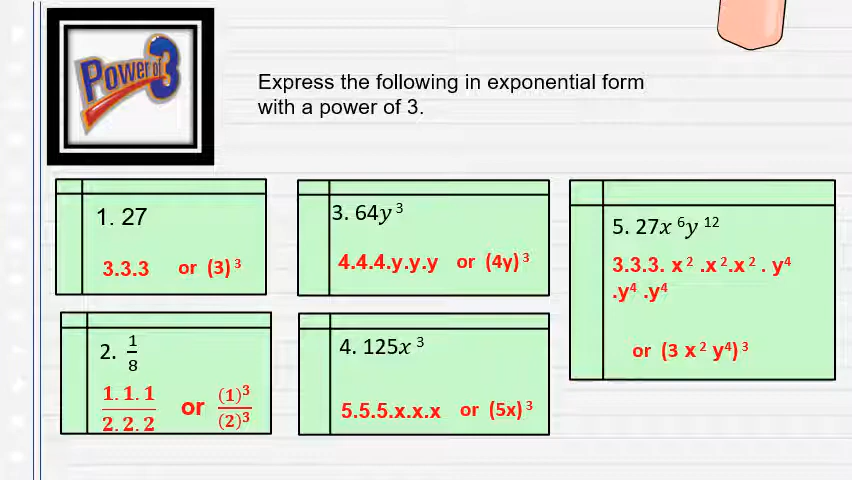 Power of 3
Express the following in exponential form
with a power of 3.
1. 27
3.3.3 or (3)³
2. 1/8
1.1.1/2.2.2 or (1)³/(2)³
3. 64y³
4.4.4.y.y.y or (4y)³
4. 125x³
5.5.5.x.x.x or (5x)³
5. 27x⁶y¹²
3.3.3. x² .x².x² . y⁴
.y⁴ .y⁴
or (3 x² y⁴)³